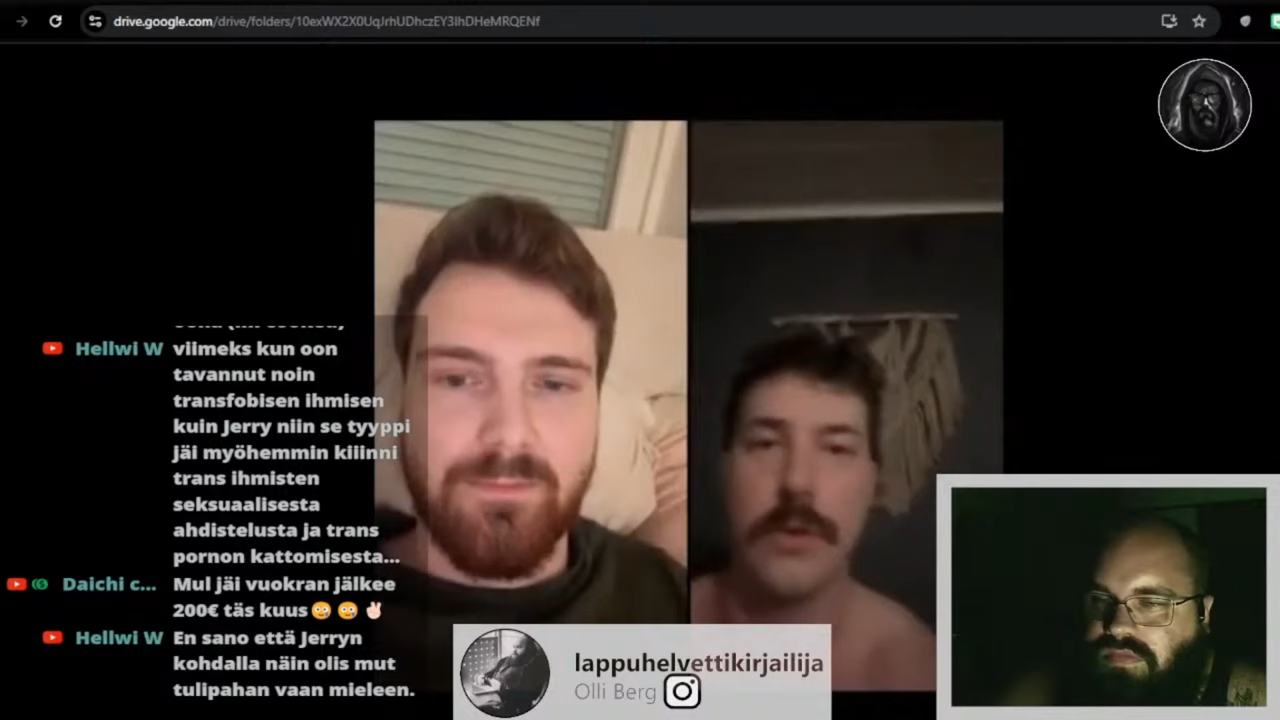 drive.google.com/drive/folders/10exWX2X0UqJrhUDhczEY3IhDHeMRQENf
Hellwi W viimeks kun oon
tavannut noin
transfobisen ihmisen
kuin Jerry niin se tyyppi
jäi myöhemmin kiiinni
trans ihmisten
seksuaalisesta
ahdistelusta ja trans
pornon kattomisesta...
Daichi c... Mul jäi vuokran jälkee
200€ täs kuus😳 😳 ✌🏻
Hellwi W En sano että Jerryn
kohdalla näin olis mut
tulipahan vaan mieleen.
lappuhelvettikirjailija
Olli Berg